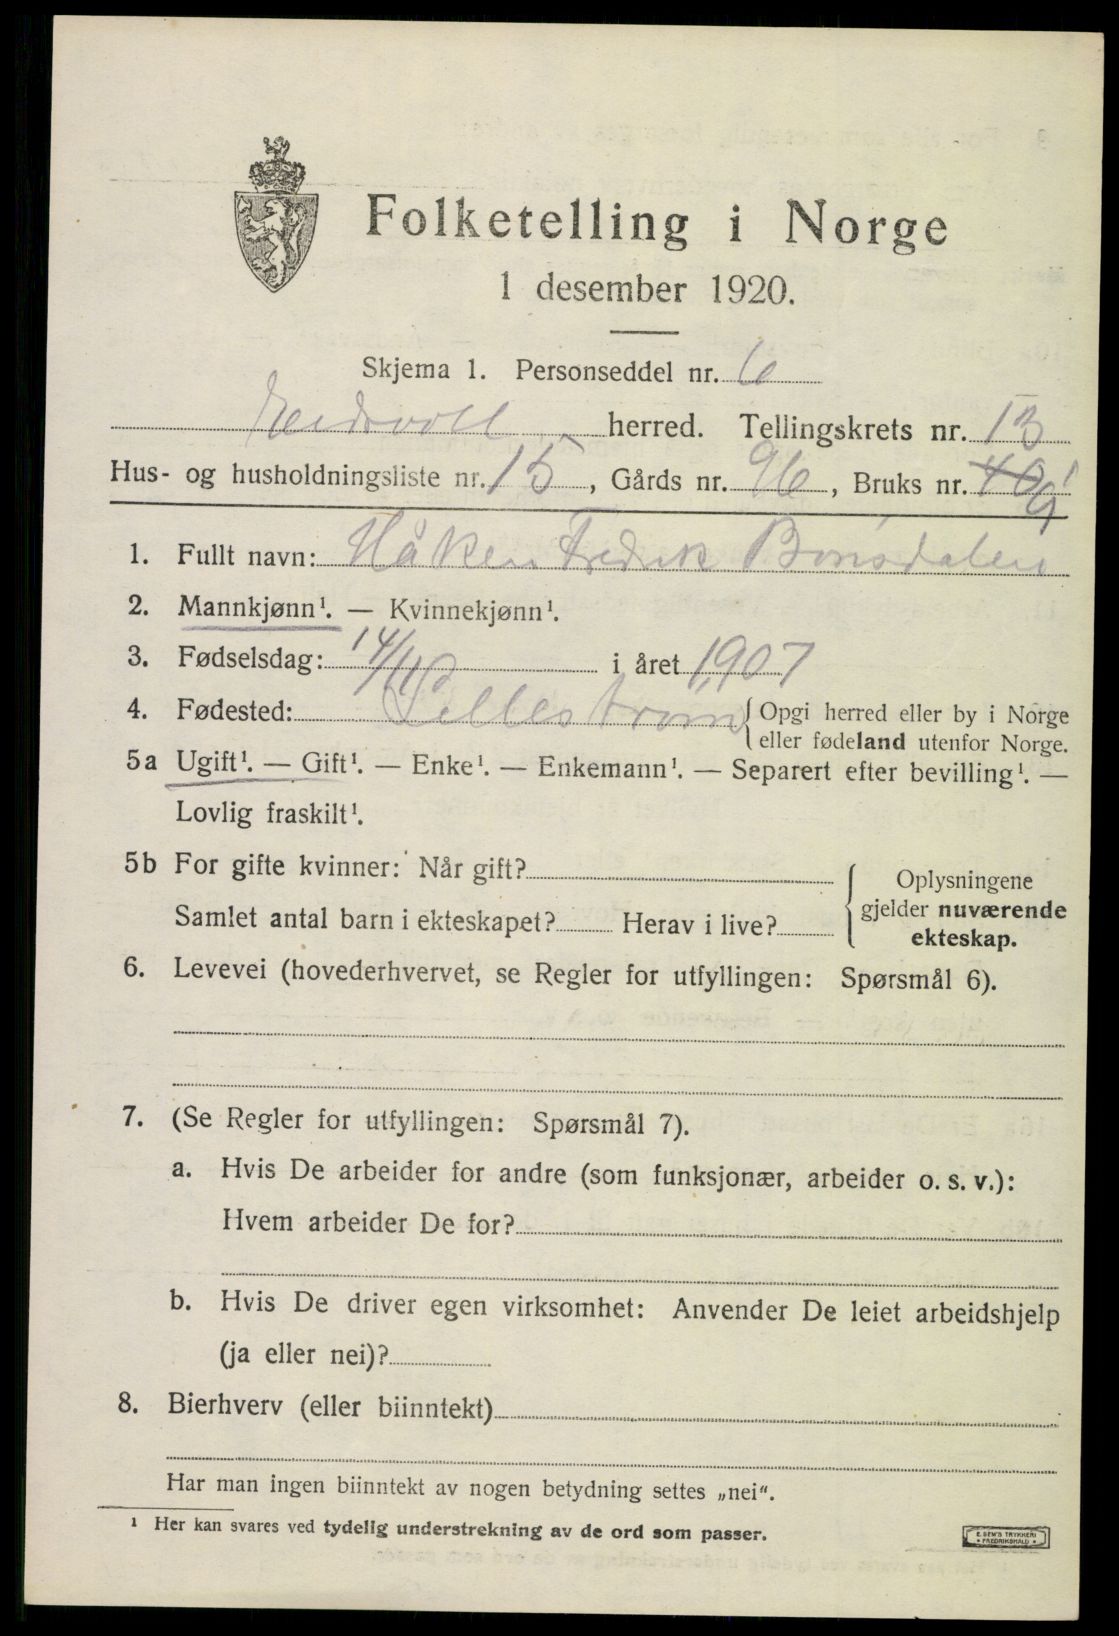 Folketelling i Norge
1 desember 1920.
Skjema 1. Personseddel nr. 6
Eidsvoll herred. Tellingskrets nr. 13
Hus- og husholdningsliste nr. 15, Gårds nr. 96, Bruks nr. 40 9
1. Fullt navn: Håken Fredrik Bonsdalen
2. Mannkjønn¹. — Kvinnekjønn¹.
3. Fødselsdag: 14/11 i året 1907
4. Fødested: Lillestrøm { Opgi herred eller by i Norge
eller fødeland utenfor Norge.
5a Ugift¹. — Gift¹. — Enke¹. — Enkemann¹. — Separert efter bevilling¹. —
Lovlig fraskilt¹.
5b For gifte kvinner: Når gift?
Samlet antal barn i ekteskapet? Herav i live?
{ Oplysningene
gjelder nuværende
ekteskap.
6. Levevei (hovederhvervet, se Regler for utfyllingen: Spørsmål 6).
7. (Se Regler for utfyllingen: Spørsmål 7).
a. Hvis De arbeider for andre (som funksjonær, arbeider o. s. v.):
Hvem arbeider De for?
b. Hvis De driver egen virksomhet: Anvender De leiet arbeidshjelp
(ja eller nei)?
8. Bierhverv (eller biinntekt)
Har man ingen biinntekt av nogen betydning settes „nei“.
¹ Her kan svares ved tydelig understrekning av de ord som passer.
E. SEM'S TRYKKERI
FREDRIKSHALD